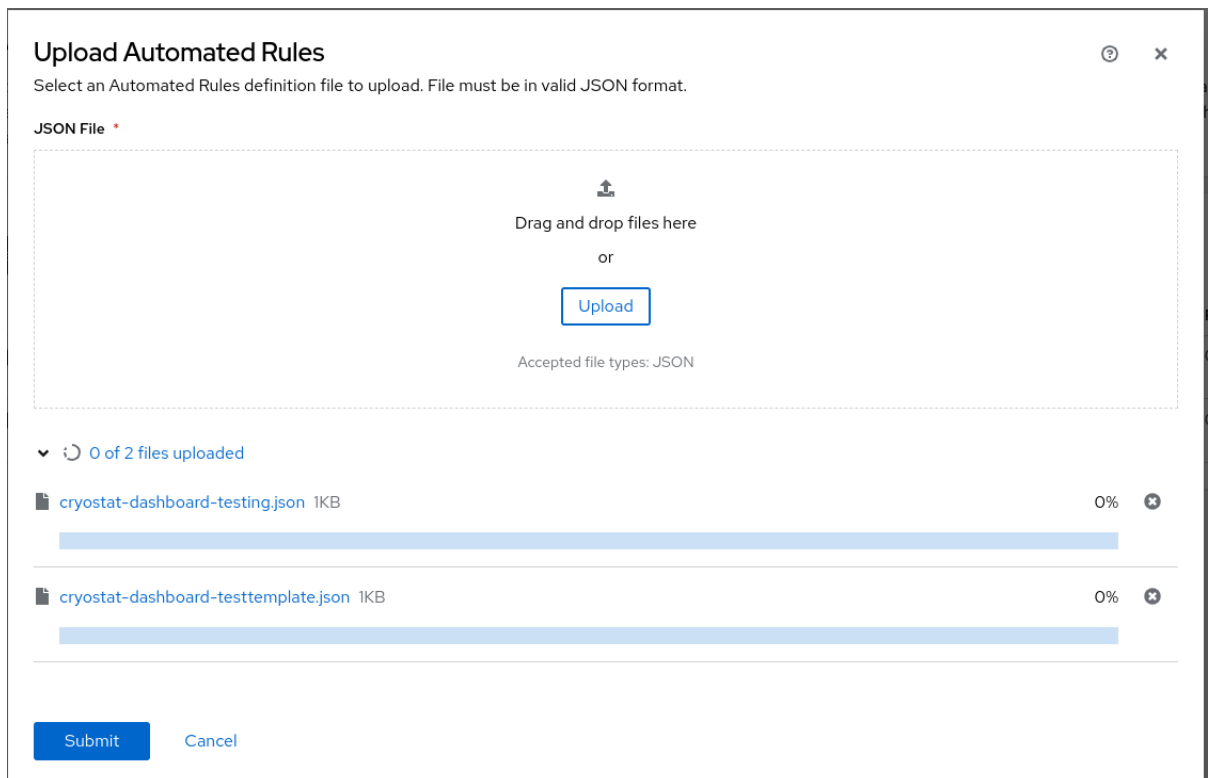 Upload Automated Rules
Select an Automated Rules definition file to upload. File must be in valid JSON format.
JSON File *
Drag and drop files here
or
Upload
Accepted file types: JSON
0 of 2 files uploaded
cryostat-dashboard-testing.json 1KB 0%
cryostat-dashboard-testtemplate.json 1KB 0%
Submit Cancel